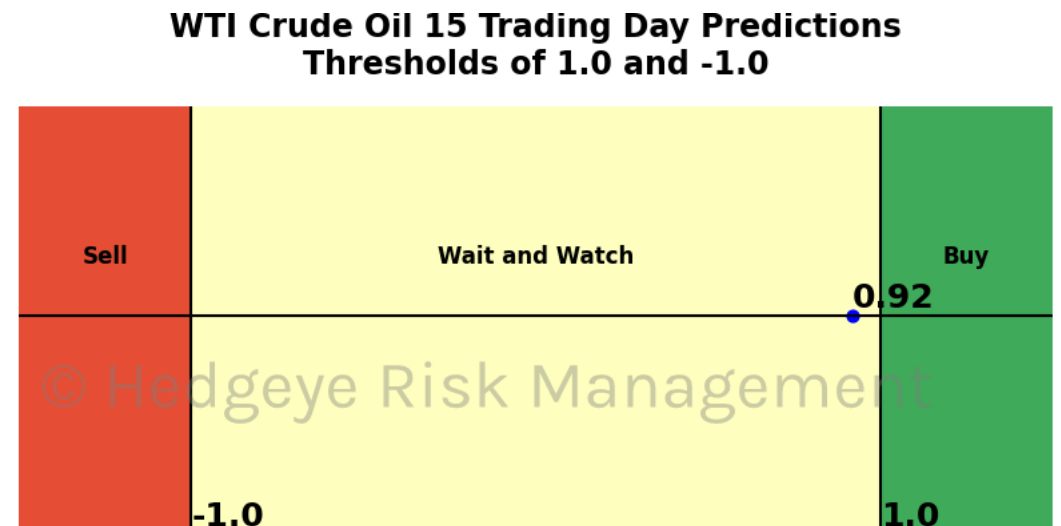 WTI Crude Oil 15 Trading Day Predictions
Thresholds of 1.0 and -1.0
Sell
Wait and Watch
Buy
0.92
© Hedgeye Risk Management
-1.0
1.0